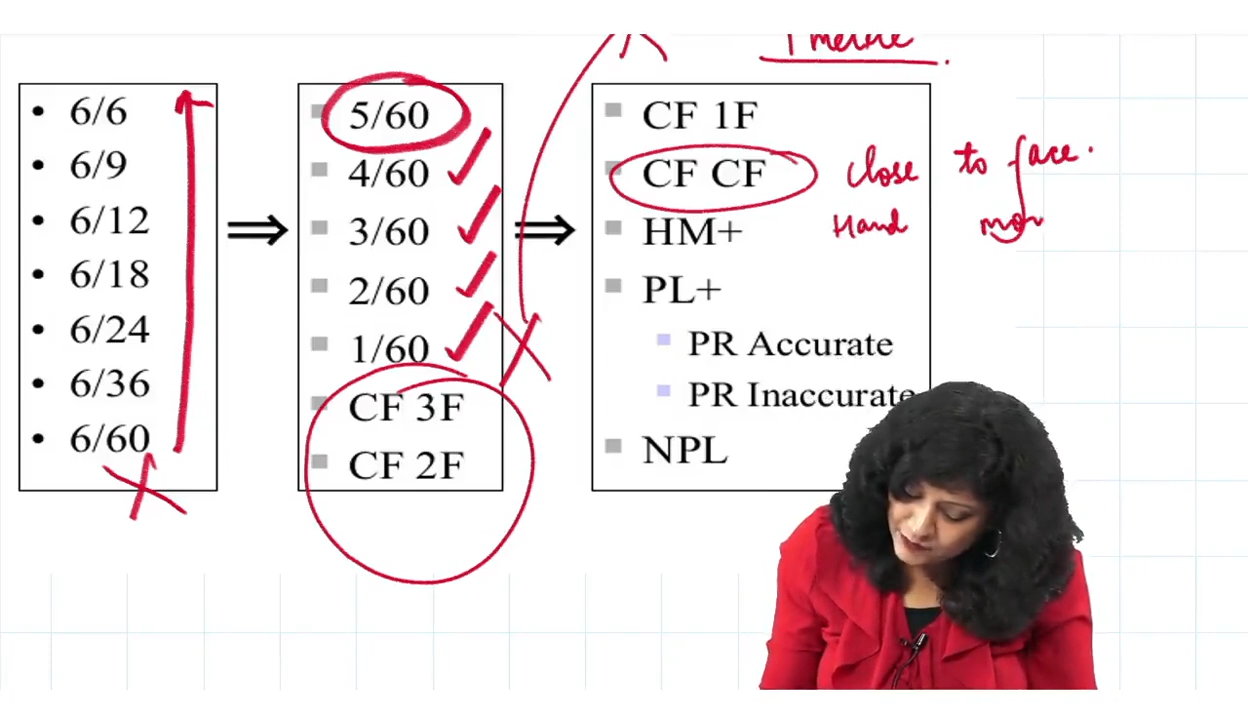 6/6
6/9
6/12
6/18
6/24
6/36
6/60
⇒
5/60
4/60
3/60
2/60
1/60
CF 3F
CF 2F
⇒
CF 1F
CF CF close to face.
HM+ Hand mov
PL+
PR Accurate
PR Inaccurate
NPL